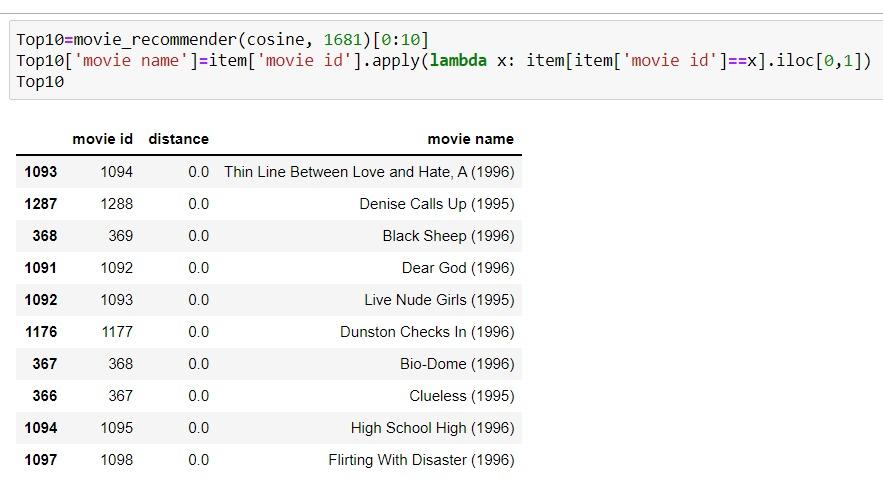 Top10=movie_recommender(cosine, 1681)[0:10]
Top10['movie name']=item['movie id'].apply(lambda x: item[item['movie id']==x].iloc[0,1])
Top10
movie id distance movie name
1093 1094 0.0 Thin Line Between Love and Hate, A (1996)
1287 1288 0.0 Denise Calls Up (1995)
368 369 0.0 Black Sheep (1996)
1091 1092 0.0 Dear God (1996)
1092 1093 0.0 Live Nude Girls (1995)
1176 1177 0.0 Dunston Checks In (1996)
367 368 0.0 Bio-Dome (1996)
366 367 0.0 Clueless (1995)
1094 1095 0.0 High School High (1996)
1097 1098 0.0 Flirting With Disaster (1996)